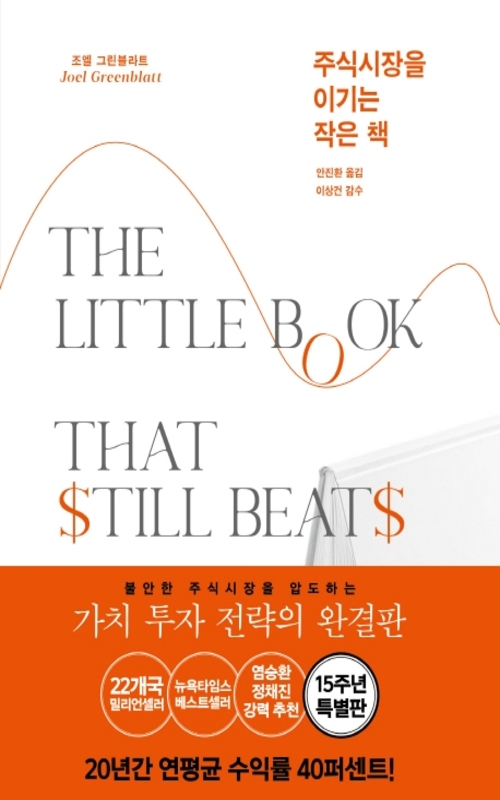 조엘 그린블라트
Joel Greenblatt
주식시장을
이기는
작은 책
안진환 옮김
이상건 감수
THE
LITTLE BOOK
THAT
$TILL BEAT$
불안한 주식시장을 압도하는
가치 투자 전략의 완결판
22개국
밀리언셀러
뉴욕타임스
베스트셀러
염승환
정채진
강력 추천
15주년
특별판
20년간 연평균 수익률 40퍼센트!